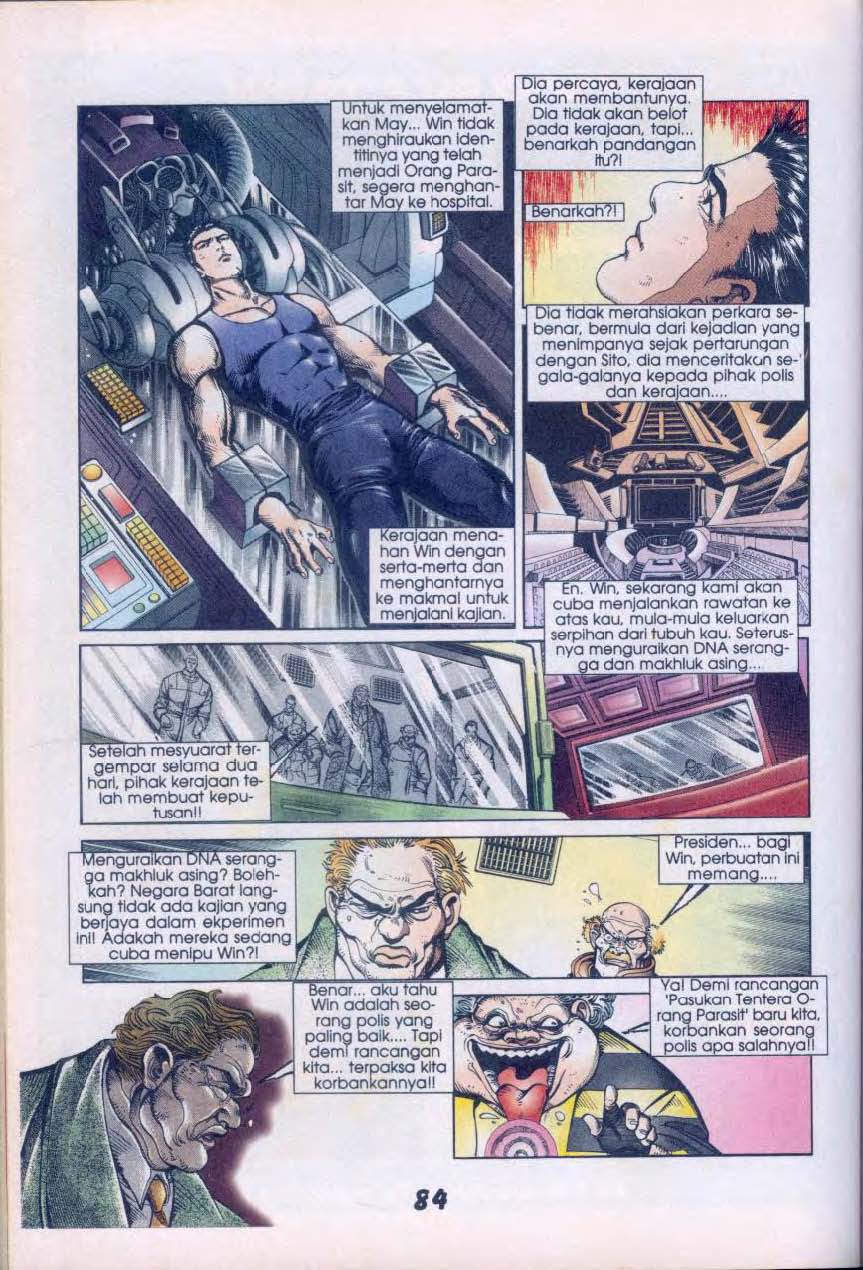 Untuk menyelamat-
kan May... Win tidak
menghiraukan iden-
titinya yang telah
menjadi Orang Para-
sit, segera menghan-
tar May ke hospital.
Dia percaya, kerajaan
akan membantunya.
Dia tidak akan belot
pada kerajaan, tapi...
benarkah pandangan
itu?!
Benarkah?!
Dia tidak merahsiakan perkara se-
benar, bermula dari kejadian yang
menimpanya sejak pertarungan
dengan Sito, dia menceritakan se-
gala-galanya kepada pihak polis
dan kerajaan....
Kerajaan mena-
han Win dengan
serta-merta dan
menghantarnya
ke makmal untuk
menjalani kajian.
En. Win, sekarang kami akan
cuba menjalankan rawatan ke
atas kau, mula-mula keluarkan
serpihan dari tubuh kau. Seterus-
nya menguraikan DNA serang-
ga dan makhluk asing....
Setelah mesyuarat ter-
gempar selama dua
hari, pihak kerajaan te-
lah membuat kepu-
tusan!!
Menguraikan DNA serang-
ga makhluk asing? Boleh-
kah? Negara Barat lang-
sung tidak ada kajian yang
berjaya dalam ekperimen
ini! Adakah mereka sedang
cuba menipu Win?!
Presiden... bagi
Win, perbuatan ini
memang....
Benar... aku tahu
Win adalah seo-
rang polis yang
paling baik.... Tapi
demi rancangan
kita... terpaksa kita
korbankannya!!
Ya! Demi rancangan
'Pasukan Tentera O-
rang Parasit' baru kita,
korbankan seorang
polis apa salahnya!!
84